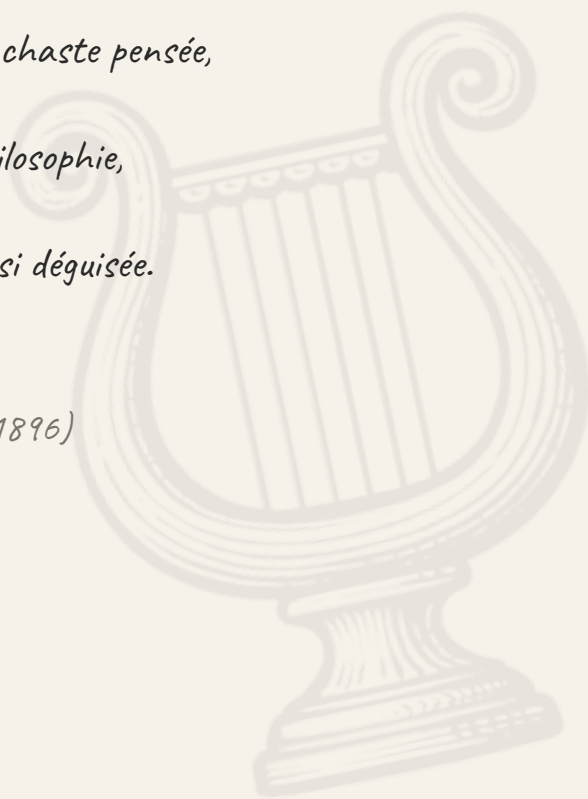 chaste pensée,
ilosophie,
si déguisée.
1896)